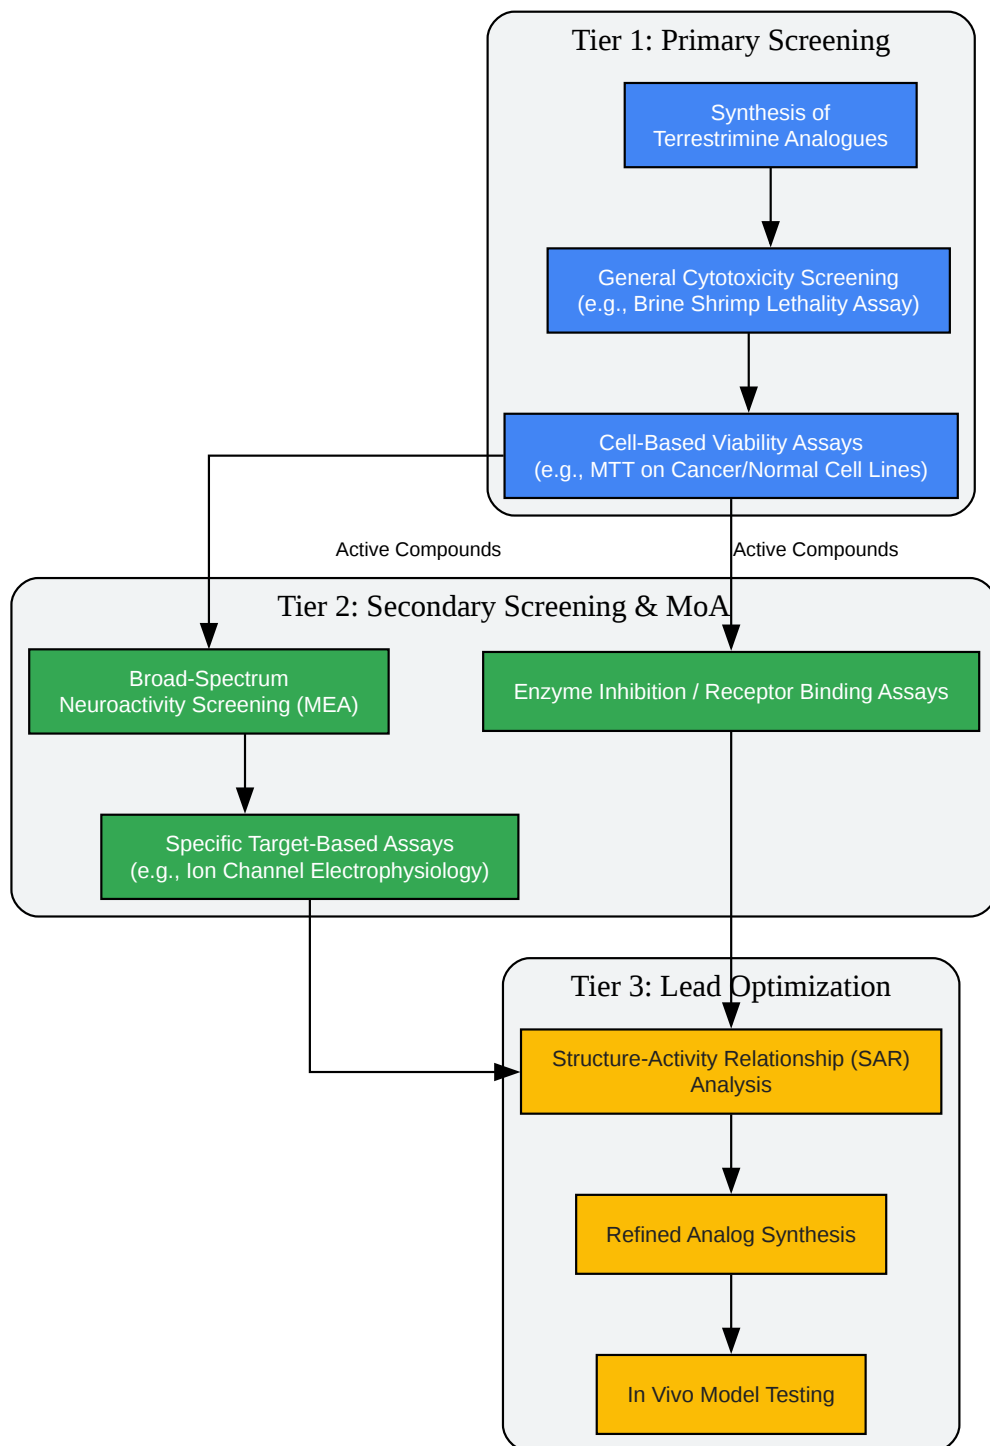 Tier 1: Primary Screening
Synthesis of
Terrestrimine Analogues
General Cytotoxicity Screening
(e.g., Brine Shrimp Lethality Assay)
Cell-Based Viability Assays
(e.g., MTT on Cancer/Normal Cell Lines)
Active Compounds
Active Compounds
Tier 2: Secondary Screening & MoA
Broad-Spectrum
Neuroactivity Screening (MEA)
Enzyme Inhibition / Receptor Binding Assays
Specific Target-Based Assays
(e.g., Ion Channel Electrophysiology)
Tier 3: Lead Optimization
Structure-Activity Relationship (SAR)
Analysis
Refined Analog Synthesis
In Vivo Model Testing